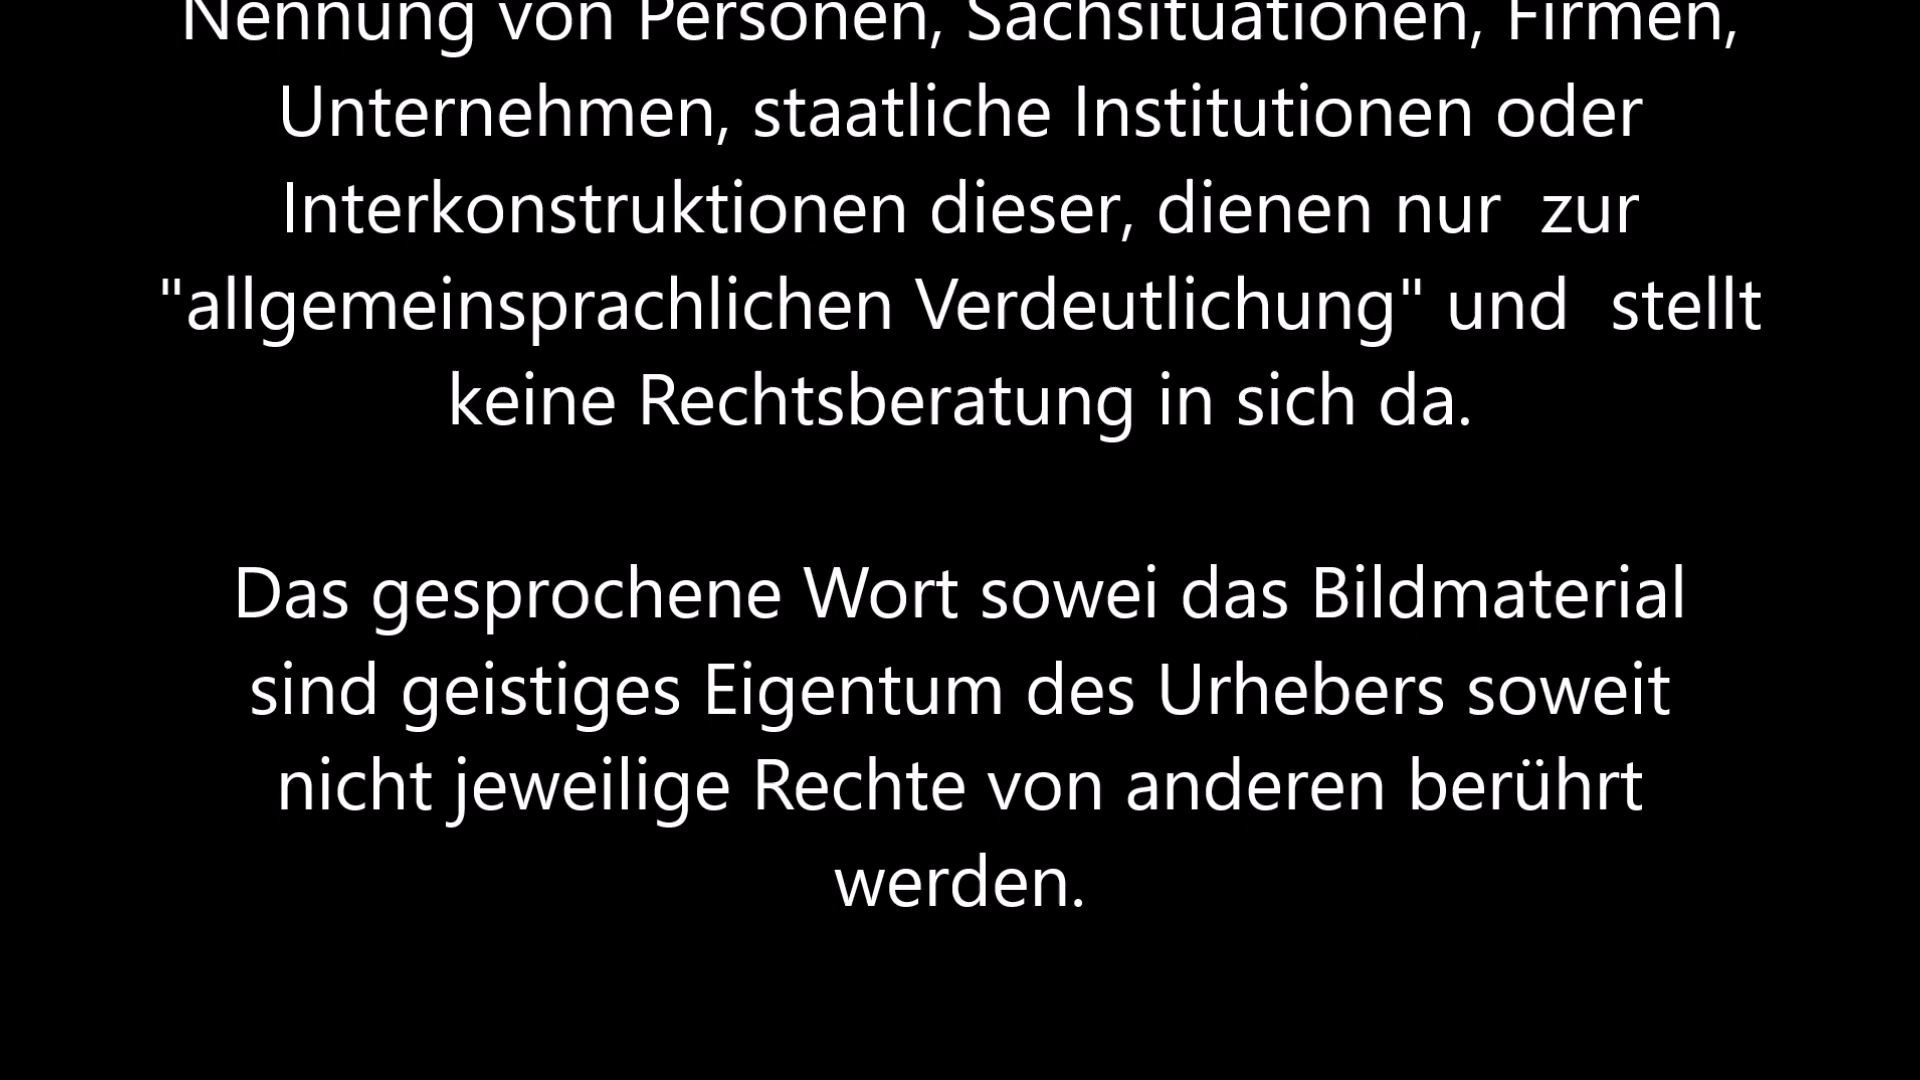 Nennung von Personen, Sachsituationen, Firmen,
Unternehmen, staatliche Institutionen oder
Interkonstruktionen dieser, dienen nur  zur
"allgemeinsprachlichen Verdeutlichung" und  stellt
keine Rechtsberatung in sich da.
Das gesprochene Wort sowei das Bildmaterial
sind geistiges Eigentum des Urhebers soweit
nicht jeweilige Rechte von anderen berührt
werden.